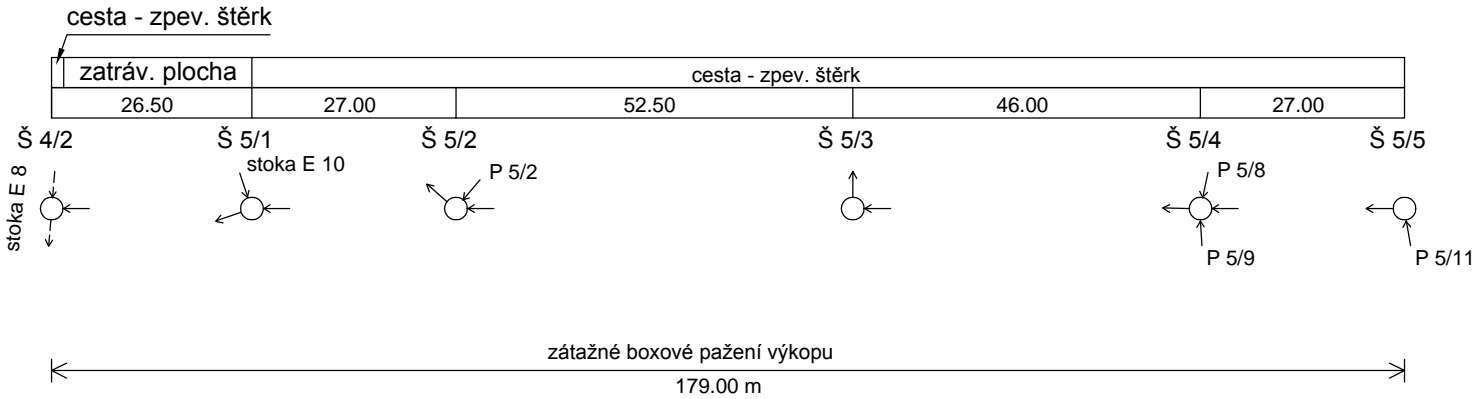 cesta - zpev. štěrk
zatráv. plocha
cesta - zpev. štěrk
26.50
27.00
52.50
46.00
27.00
Š 4/2
Š 5/1
Š 5/2
Š 5/3
Š 5/4
Š 5/5
stoka E 8
stoka E 10
P 5/2
P 5/8
P 5/9
P 5/11
zátažné boxové pažení výkopu
179.00 m